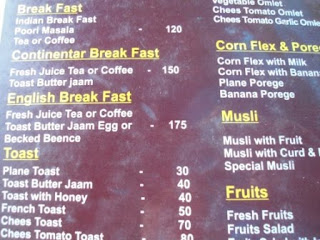 Break Fast
Indian Break Fast
Poori Masala - 120
Tea or Coffee
Continentar Break Fast
Fresh Juice Tea or Coffee - 150
Toast Butter jaam
English Break Fast
Fresh Juice Tea or Coffee
Toast Butter Jaam Egg or - 175
Becked Beence
Toast
Plane Toast - 30
Toast Butter Jaam - 40
Toast with Honey - 40
French Toast - 50
Chees Toast - 70
Chees Tomato Toast - 80
Vegetable Omlet
Chees Tomato Omlet
Chees Tomato Garlic Omlet
Corn Flex & Poreg
Corn Flex with Milk
Corn Flex with Banan
Plane Porege
Banana Porege
Musli
Musli with Fruit
Musli with Curd &
Special Musli
Fruits
Fresh Fruits
Fruits Salad